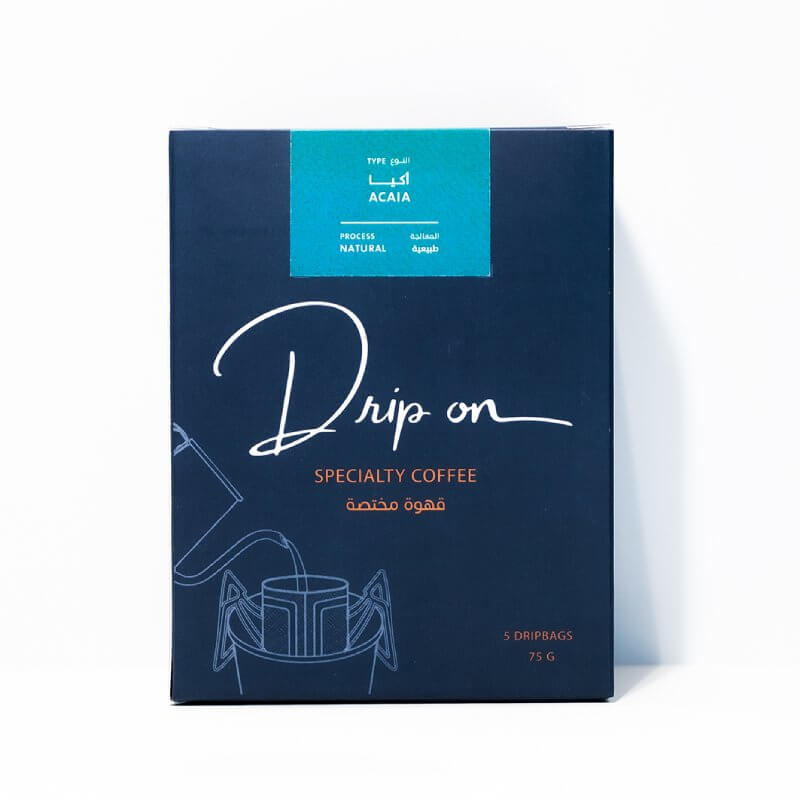 TYPE النوع
أكيا
ACAIA
PROCESS المعالجة
NATURAL طبيعية
Drip on
SPECIALTY COFFEE
قهوة مختصة
5 DRIPBAGS
75 G